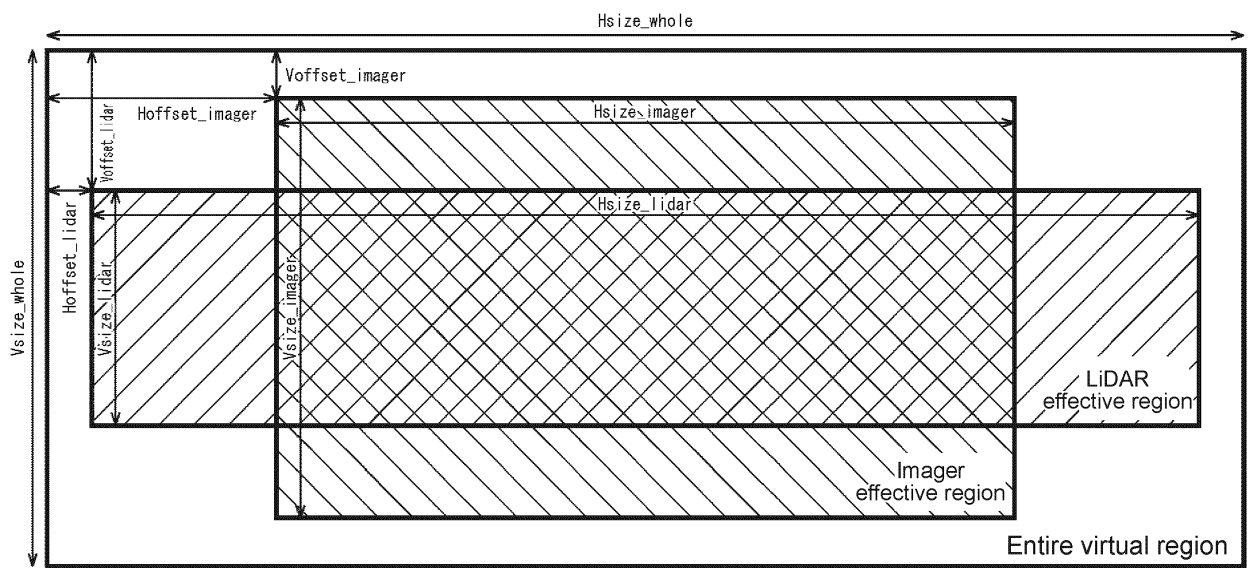 Hsize_whole
Voffset_imager
Hoffset_imager
Hsize_imager
Voffset_lidar
Hsize_lidar
Hoffset_lidar
Vsize_lidar
Vsize_imager
Vsize_whole
LiDAR
effective region
Imager
effective region
Entire virtual region